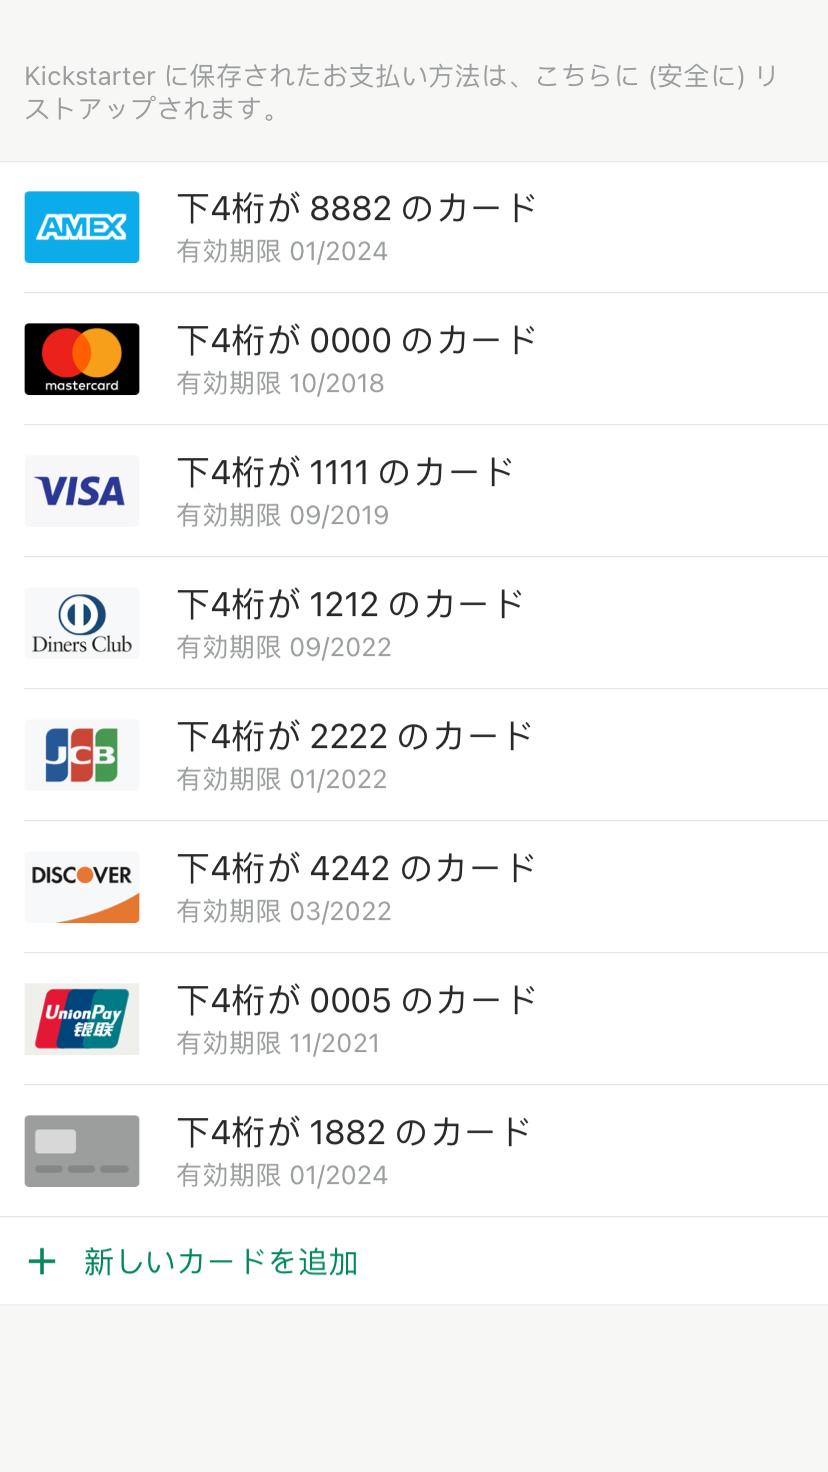 Kickstarter に保存されたお支払い方法は、こちらに (安全に) リ
ストアップされます。
AMEX
下4桁が 8882 のカード
有効期限 01/2024
mastercard
下4桁が 0000 のカード
有効期限 10/2018
VISA
下4桁が 1111 のカード
有効期限 09/2019
Diners Club
下4桁が 1212 のカード
有効期限 09/2022
JCB
下4桁が 2222 のカード
有効期限 01/2022
DISCOVER
下4桁が 4242 のカード
有効期限 03/2022
UnionPay
银联
下4桁が 0005 のカード
有効期限 11/2021
下4桁が 1882 のカード
有効期限 01/2024
+ 新しいカードを追加